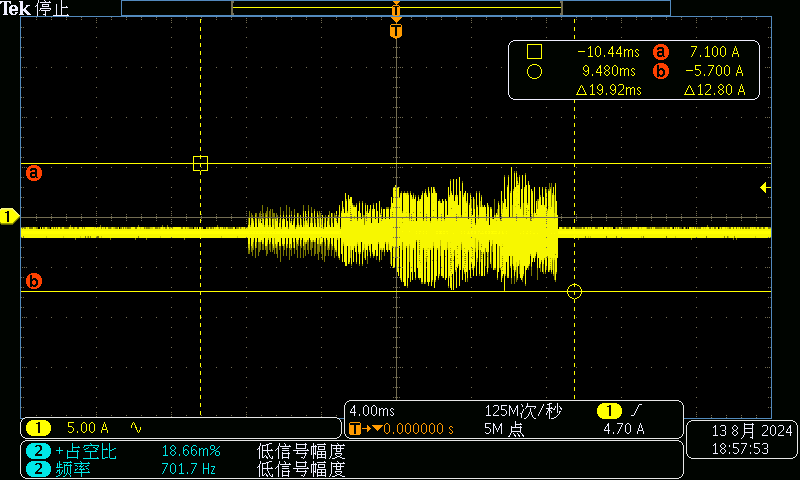 Tek 停止
T
T
−10.44ms a 7.100 A
9.480ms b −5.700 A
△19.92ms △12.80 A
a
1
b
1 5.00 A
4.00ms 125M次/秒 1
T→▼0.000000 s 5M 点 4.70 A
13 8月 2024
18:57:53
2 +占空比 18.66m% 低信号幅度
2 频率 701.7 Hz 低信号幅度